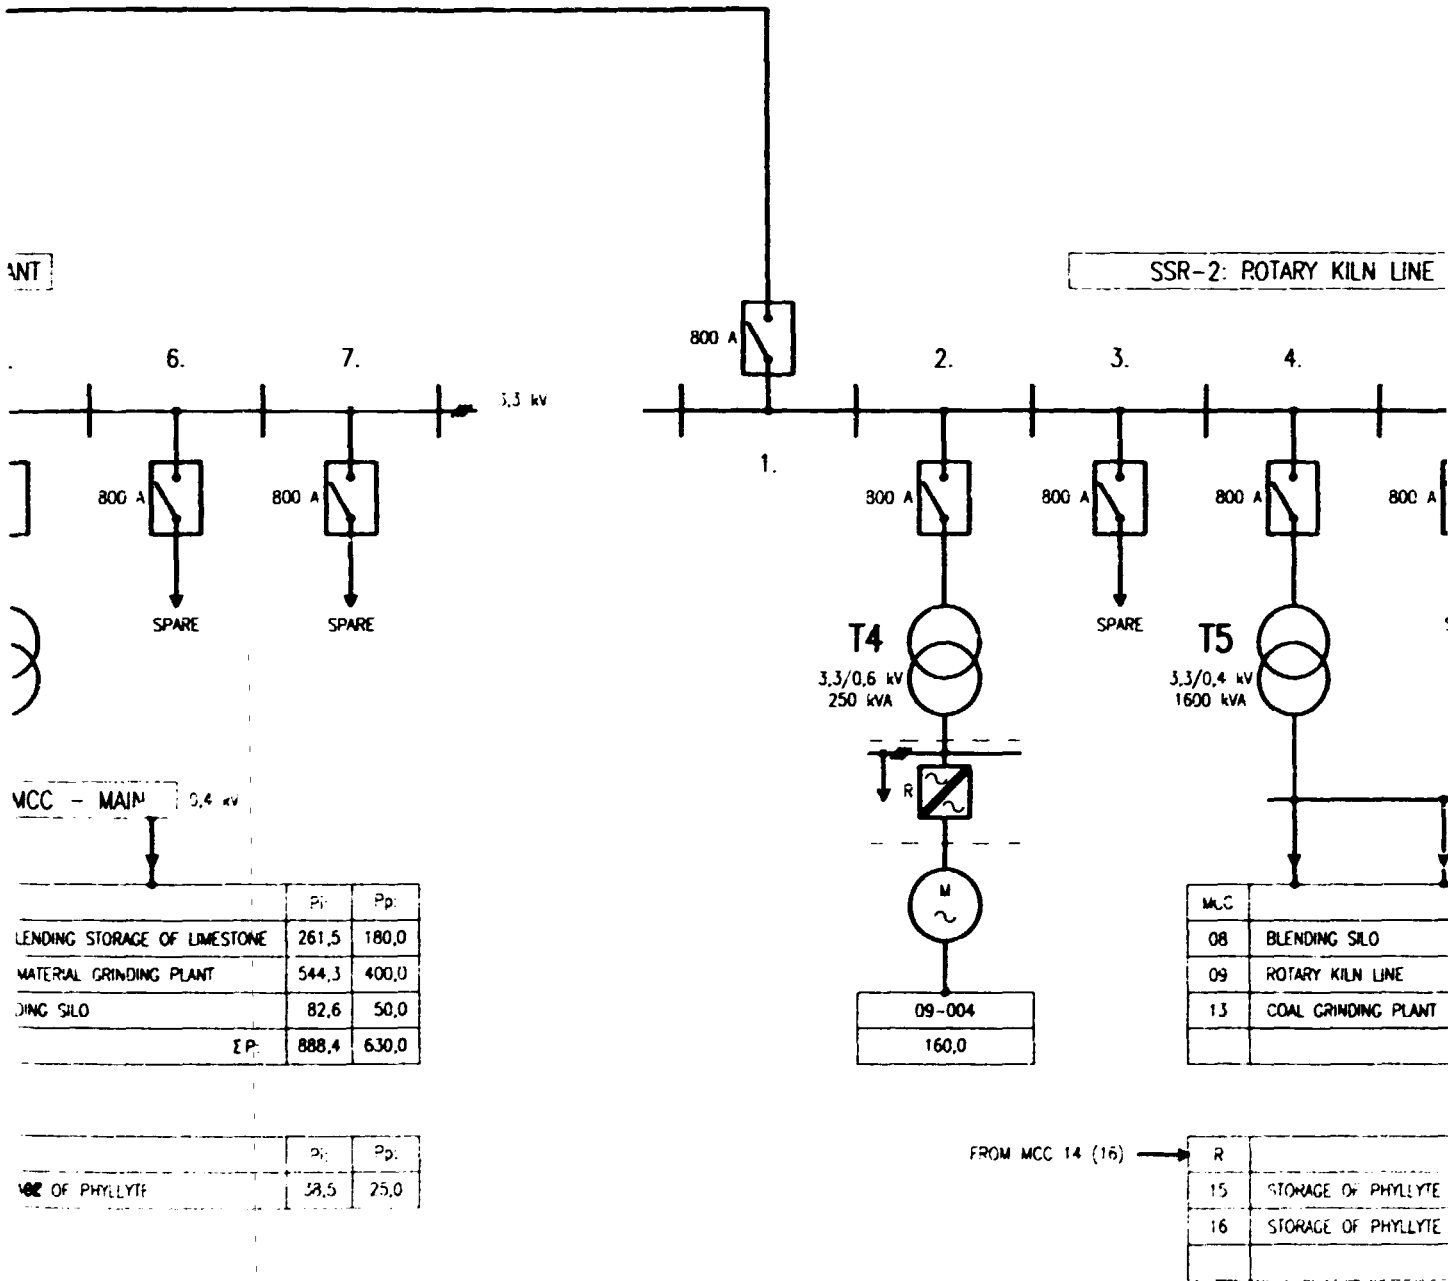 ANT
SSR-2: ROTARY KILN LINE
800 A
6.
7.
2.
3.
4.
3,3 kV
1.
800 A
800 A
800 A
800 A
800 A
800 A
SPARE
SPARE
SPARE
T4
3,3/0,6 kV
250 kVA
T5
3,3/0,4 kV
1600 kVA
MCC - MAIN
0,4 kV
R
M
Pi: Pp:
LENDING STORAGE OF LIMESTONE 261,5 180,0
MATERIAL GRINDING PLANT 544,3 400,0
DING SILO 82,6 50,0
Σ P: 888,4 630,0
09-004
160,0
MCC
08 BLENDING SILO
09 ROTARY KILN LINE
13 COAL GRINDING PLANT
Pi: Pp:
OF PHYLLYTE 38,5 25,0
FROM MCC 14 (16)
R
15 STORAGE OF PHYLLYTE
16 STORAGE OF PHYLLYTE